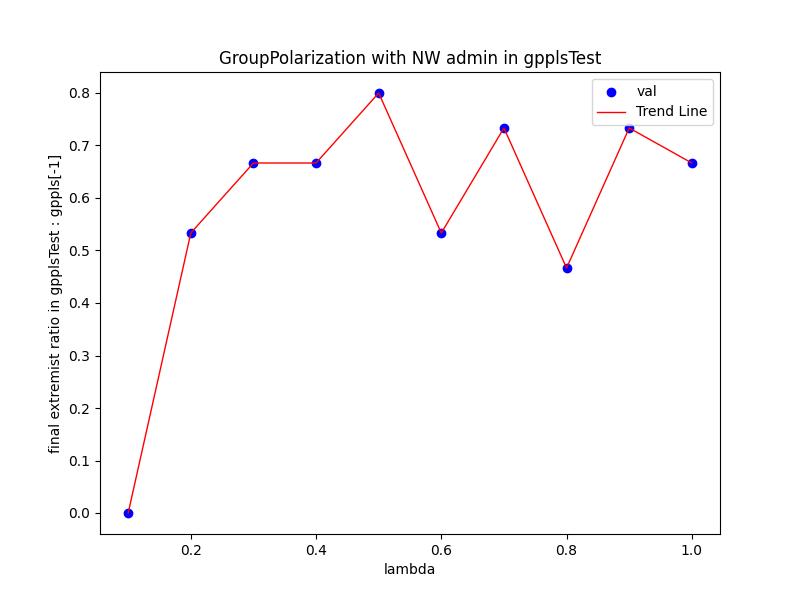 GroupPolarization with NW admin in gpplsTest
val
Trend Line
final extremist ratio in gpplsTest : gppls[-1]
0.8
0.7
0.6
0.5
0.4
0.3
0.2
0.1
0.0
0.2 0.4 0.6 0.8 1.0
lambda